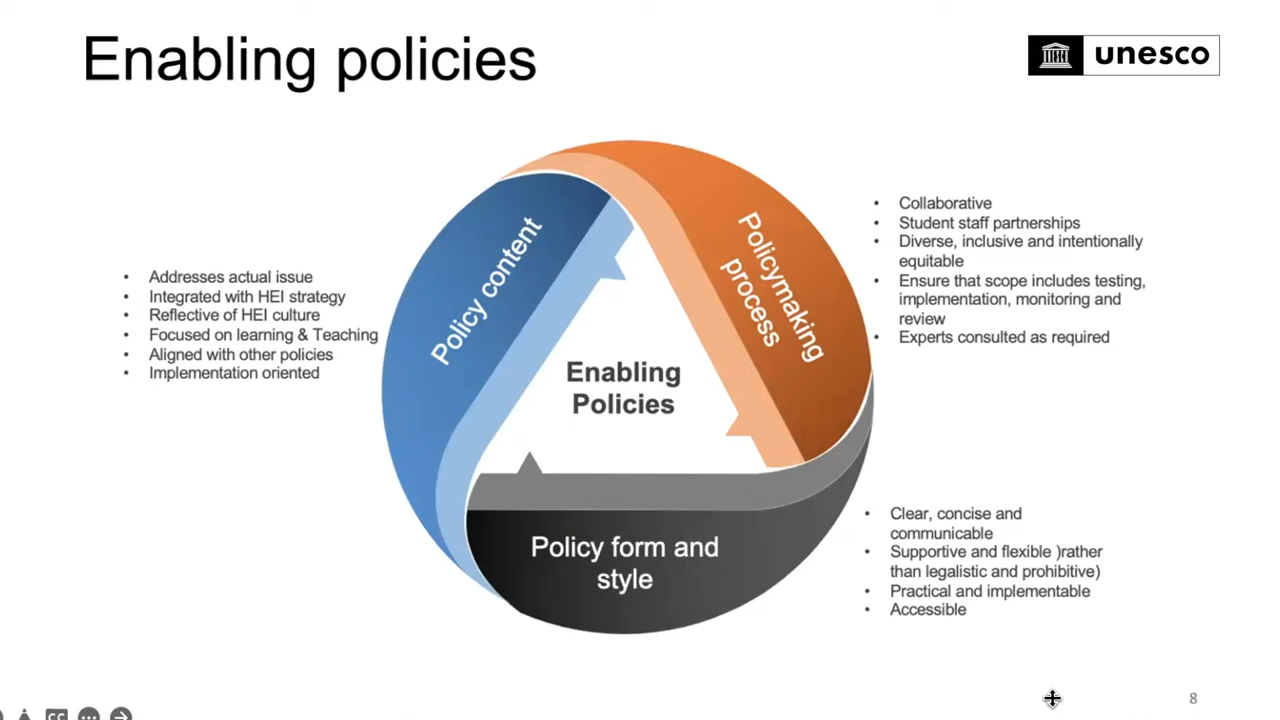 Enabling policies
unesco
Policy content
Policymaking
process
• Collaborative
• Student staff partnerships
• Diverse, inclusive and intentionally
equitable
• Ensure that scope includes testing,
implementation, monitoring and
review
• Experts consulted as required
• Addresses actual issue
• Integrated with HEI strategy
• Reflective of HEI culture
• Focused on learning & Teaching
• Aligned with other policies
• Implementation oriented
Enabling
Policies
Policy form and
style
• Clear, concise and
communicable
• Supportive and flexible )rather
than legalistic and prohibitive)
• Practical and implementable
• Accessible
CC
8